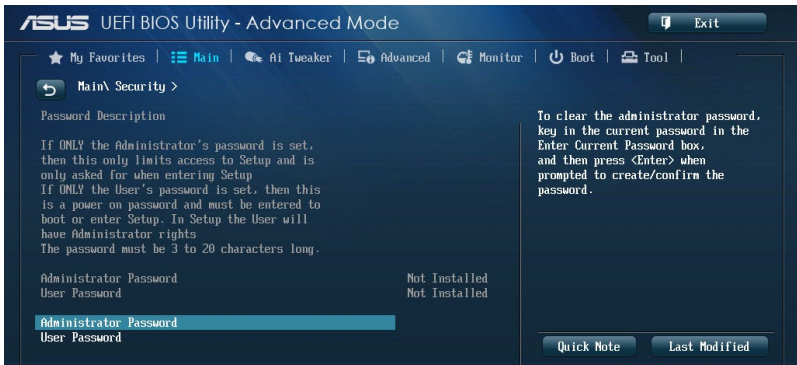 ASUS UEFI BIOS Utility - Advanced Mode
Exit
My Favorites | Main | Ai Tweaker | Advanced | Monitor | Boot | Tool |
Main\ Security >
Password Description
If ONLY the Administrator's password is set,
then this only limits access to Setup and is
only asked for when entering Setup
If ONLY the User's password is set, then this
is a power on password and must be entered to
boot or enter Setup. In Setup the User will
have Administrator rights
The password must be 3 to 20 characters long.
Administrator Password Not Installed
User Password Not Installed
Administrator Password
User Password
To clear the administrator password,
key in the current password in the
Enter Current Password box,
and then press <Enter> when
prompted to create/confirm the
password.
Quick Note
Last Modified